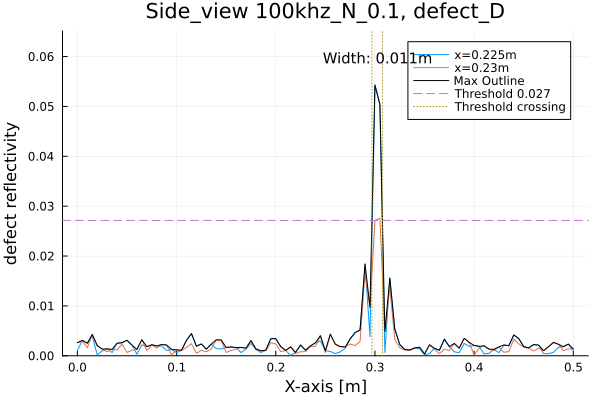 Side_view 100khz_N_0.1, defect_D
Width: 0.011m
x=0.225m
x=0.23m
Max Outline
Threshold 0.027
Threshold crossing
defect reflectivity
0.06
0.05
0.04
0.03
0.02
0.01
0.00
0.0 0.1 0.2 0.3 0.4 0.5
X-axis [m]